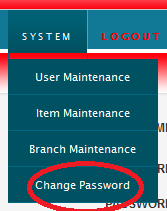 SYSTEM LOGOUT
User Maintenance
Item Maintenance
Branch Maintenance
Change Password